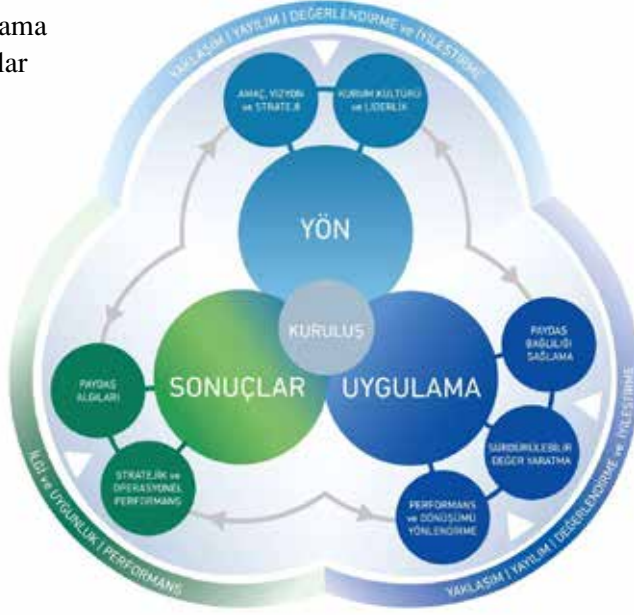 ama
lar
YAKLAŞIM | YAYILIM | DEĞERLENDİRME ve İYİLEŞTİRME
AMAÇ, VİZYON
ve STRATEJİ
KURUM KÜLTÜRÜ
ve LİDERLİK
YÖN
KURULUŞ
SONUÇLAR
UYGULAMA
PAYDAŞ
ALGILARI
STRATEJİK ve
OPERASYONEL
PERFORMANS
PAYDAŞ
BAĞLILIĞI
SAĞLAMA
SÜRDÜRÜLEBİLİR
DEĞER YARATMA
PERFORMANS
ve DÖNÜŞÜMÜ
YÖNLENDİRME
İLGİ ve UYGUNLUK | PERFORMANS
YAKLAŞIM | YAYILIM | DEĞERLENDİRME ve İYİLEŞTİRME